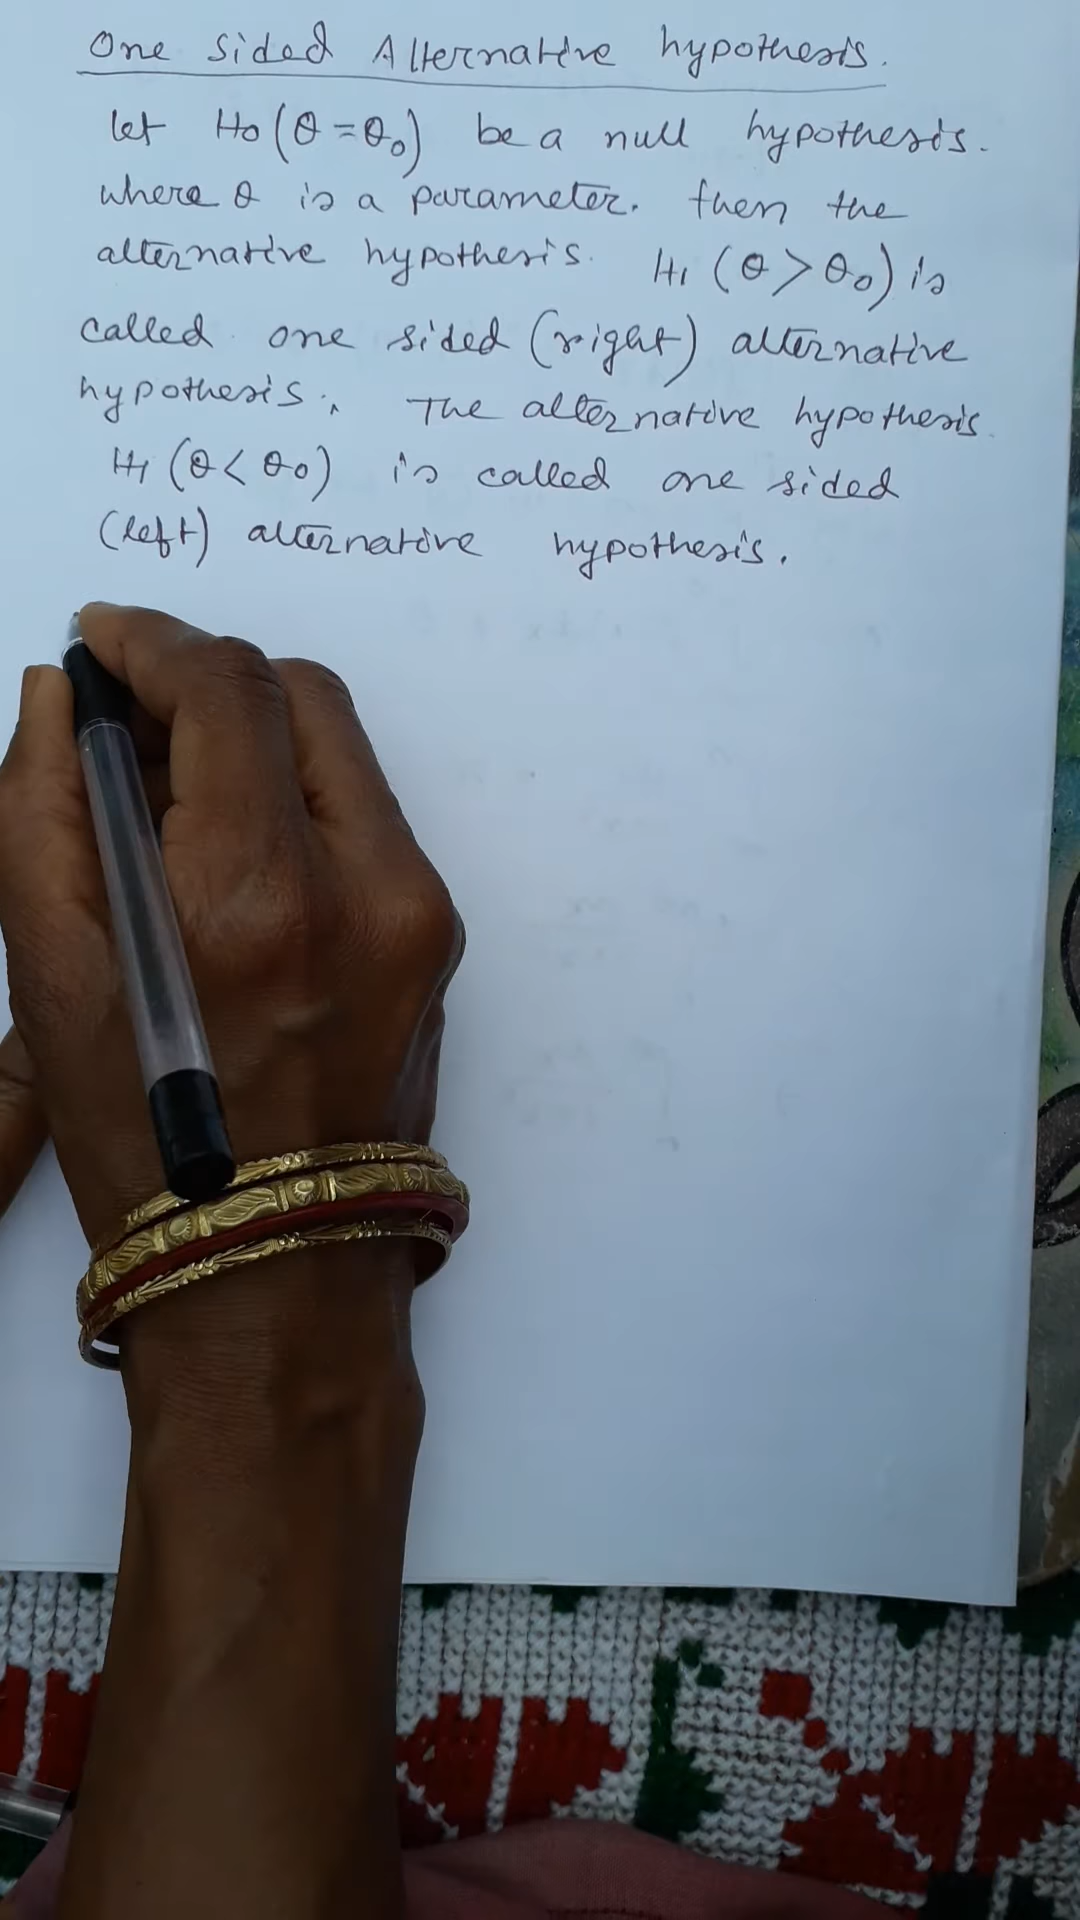 One sided Alternative hypothesis.
let H0 (θ = θ0) be a null hypothesis.
where θ is a parameter. then the
alternative hypothesis. H1 (θ > θ0) is
called one sided (right) alternative
hypothesis. The alternative hypothesis.
H1 (θ < θ0) is called one sided
(left) alternative hypothesis.